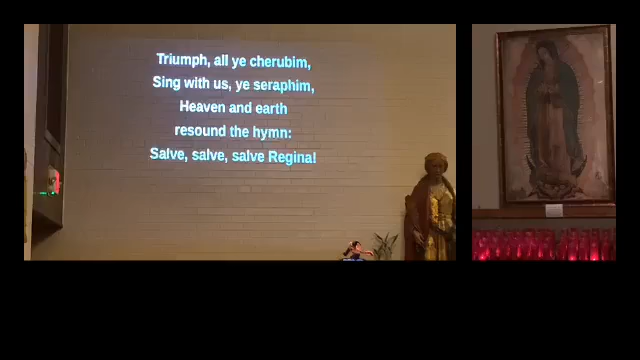 Triumph, all ye cherubim,
Sing with us, ye seraphim,
Heaven and earth
resound the hymn:
Salve, salve, salve Regina!